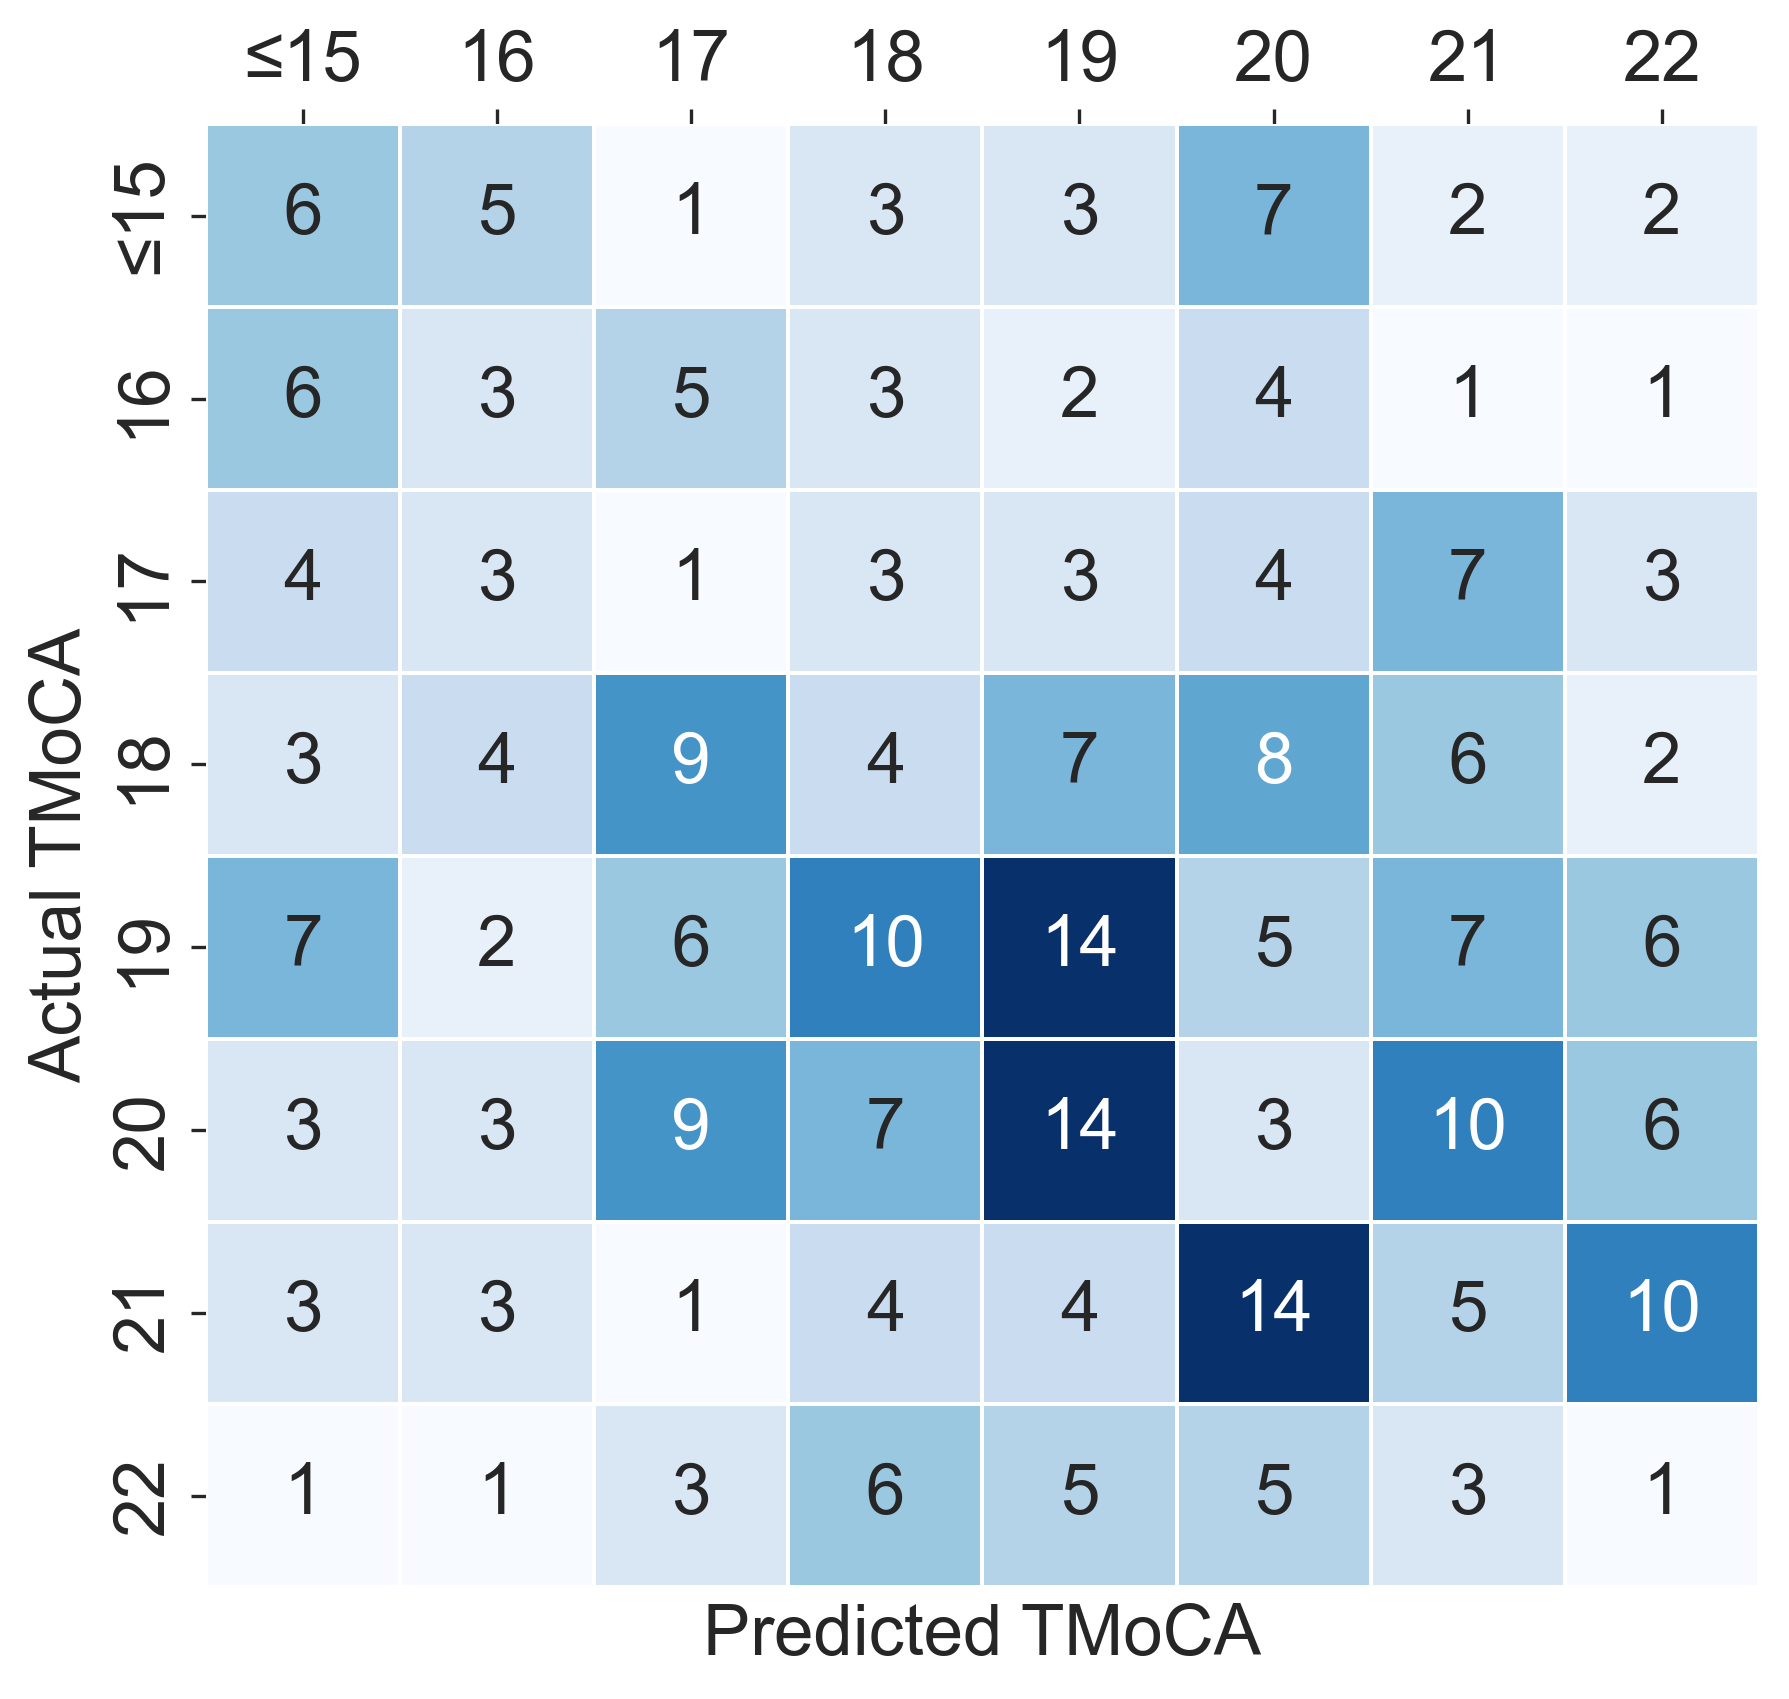 ≤15 16 17 18 19 20 21 22
≤15 6 5 1 3 3 7 2 2
16 6 3 5 3 2 4 1 1
17 4 3 1 3 3 4 7 3
18 3 4 9 4 7 8 6 2
19 7 2 6 10 14 5 7 6
20 3 3 9 7 14 3 10 6
21 3 3 1 4 4 14 5 10
22 1 1 3 6 5 5 3 1
Actual TMoCA
Predicted TMoCA